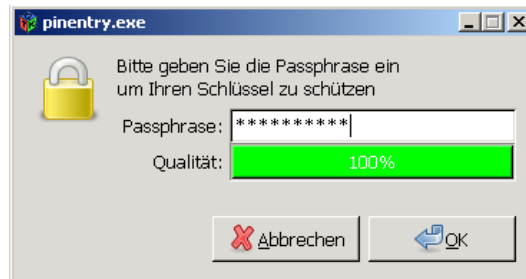 pinentry.exe
Bitte geben Sie die Passphrase ein
um Ihren Schlüssel zu schützen
Passphrase: **********
Qualität: 100%
Abbrechen OK